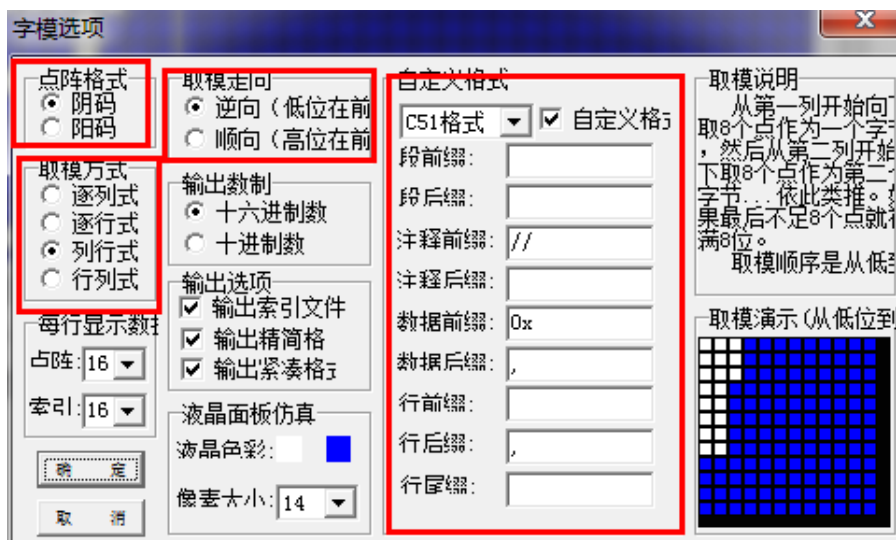 字模选项
点阵格式
阴码
阳码
取模方式
逐列式
逐行式
列行式
行列式
每行显示数
点阵:
16
索引:
16
确 定
取 消
取模走向
逆向(低位在前
顺向(高位在前
输出数制
十六进制数
十进制数
输出选项
输出索引文件
输出精简格
输出紧凑格
液晶面板仿真
液晶色彩:
像素大小:
14
自定义格式
C51格式
自定义格
段前缀:
段后缀:
注释前缀:
//
注释后缀:
数据前缀:
0x
数据后缀:
,
行前缀:
行后缀:
,
行尾缀:
取模说明
从第一列开始向
取8个点作为一个字
,然后从第二列开始
下取8个点作为第二
字节...依此类推。
果最后不足8个点就
满8位。
取模顺序是从低
取模演示(从低位到